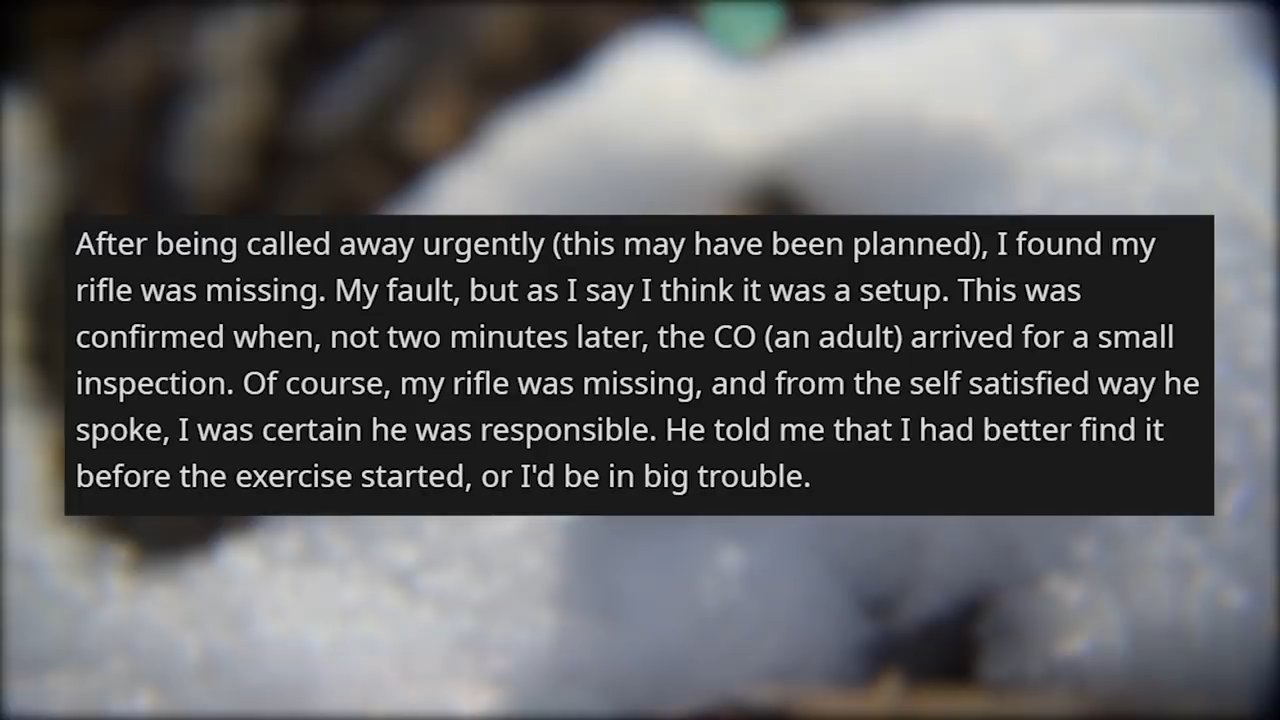 After being called away urgently (this may have been planned), I found my
rifle was missing. My fault, but as I say I think it was a setup. This was
confirmed when, not two minutes later, the CO (an adult) arrived for a small
inspection. Of course, my rifle was missing, and from the self satisfied way he
spoke, I was certain he was responsible. He told me that I had better find it
before the exercise started, or I'd be in big trouble.